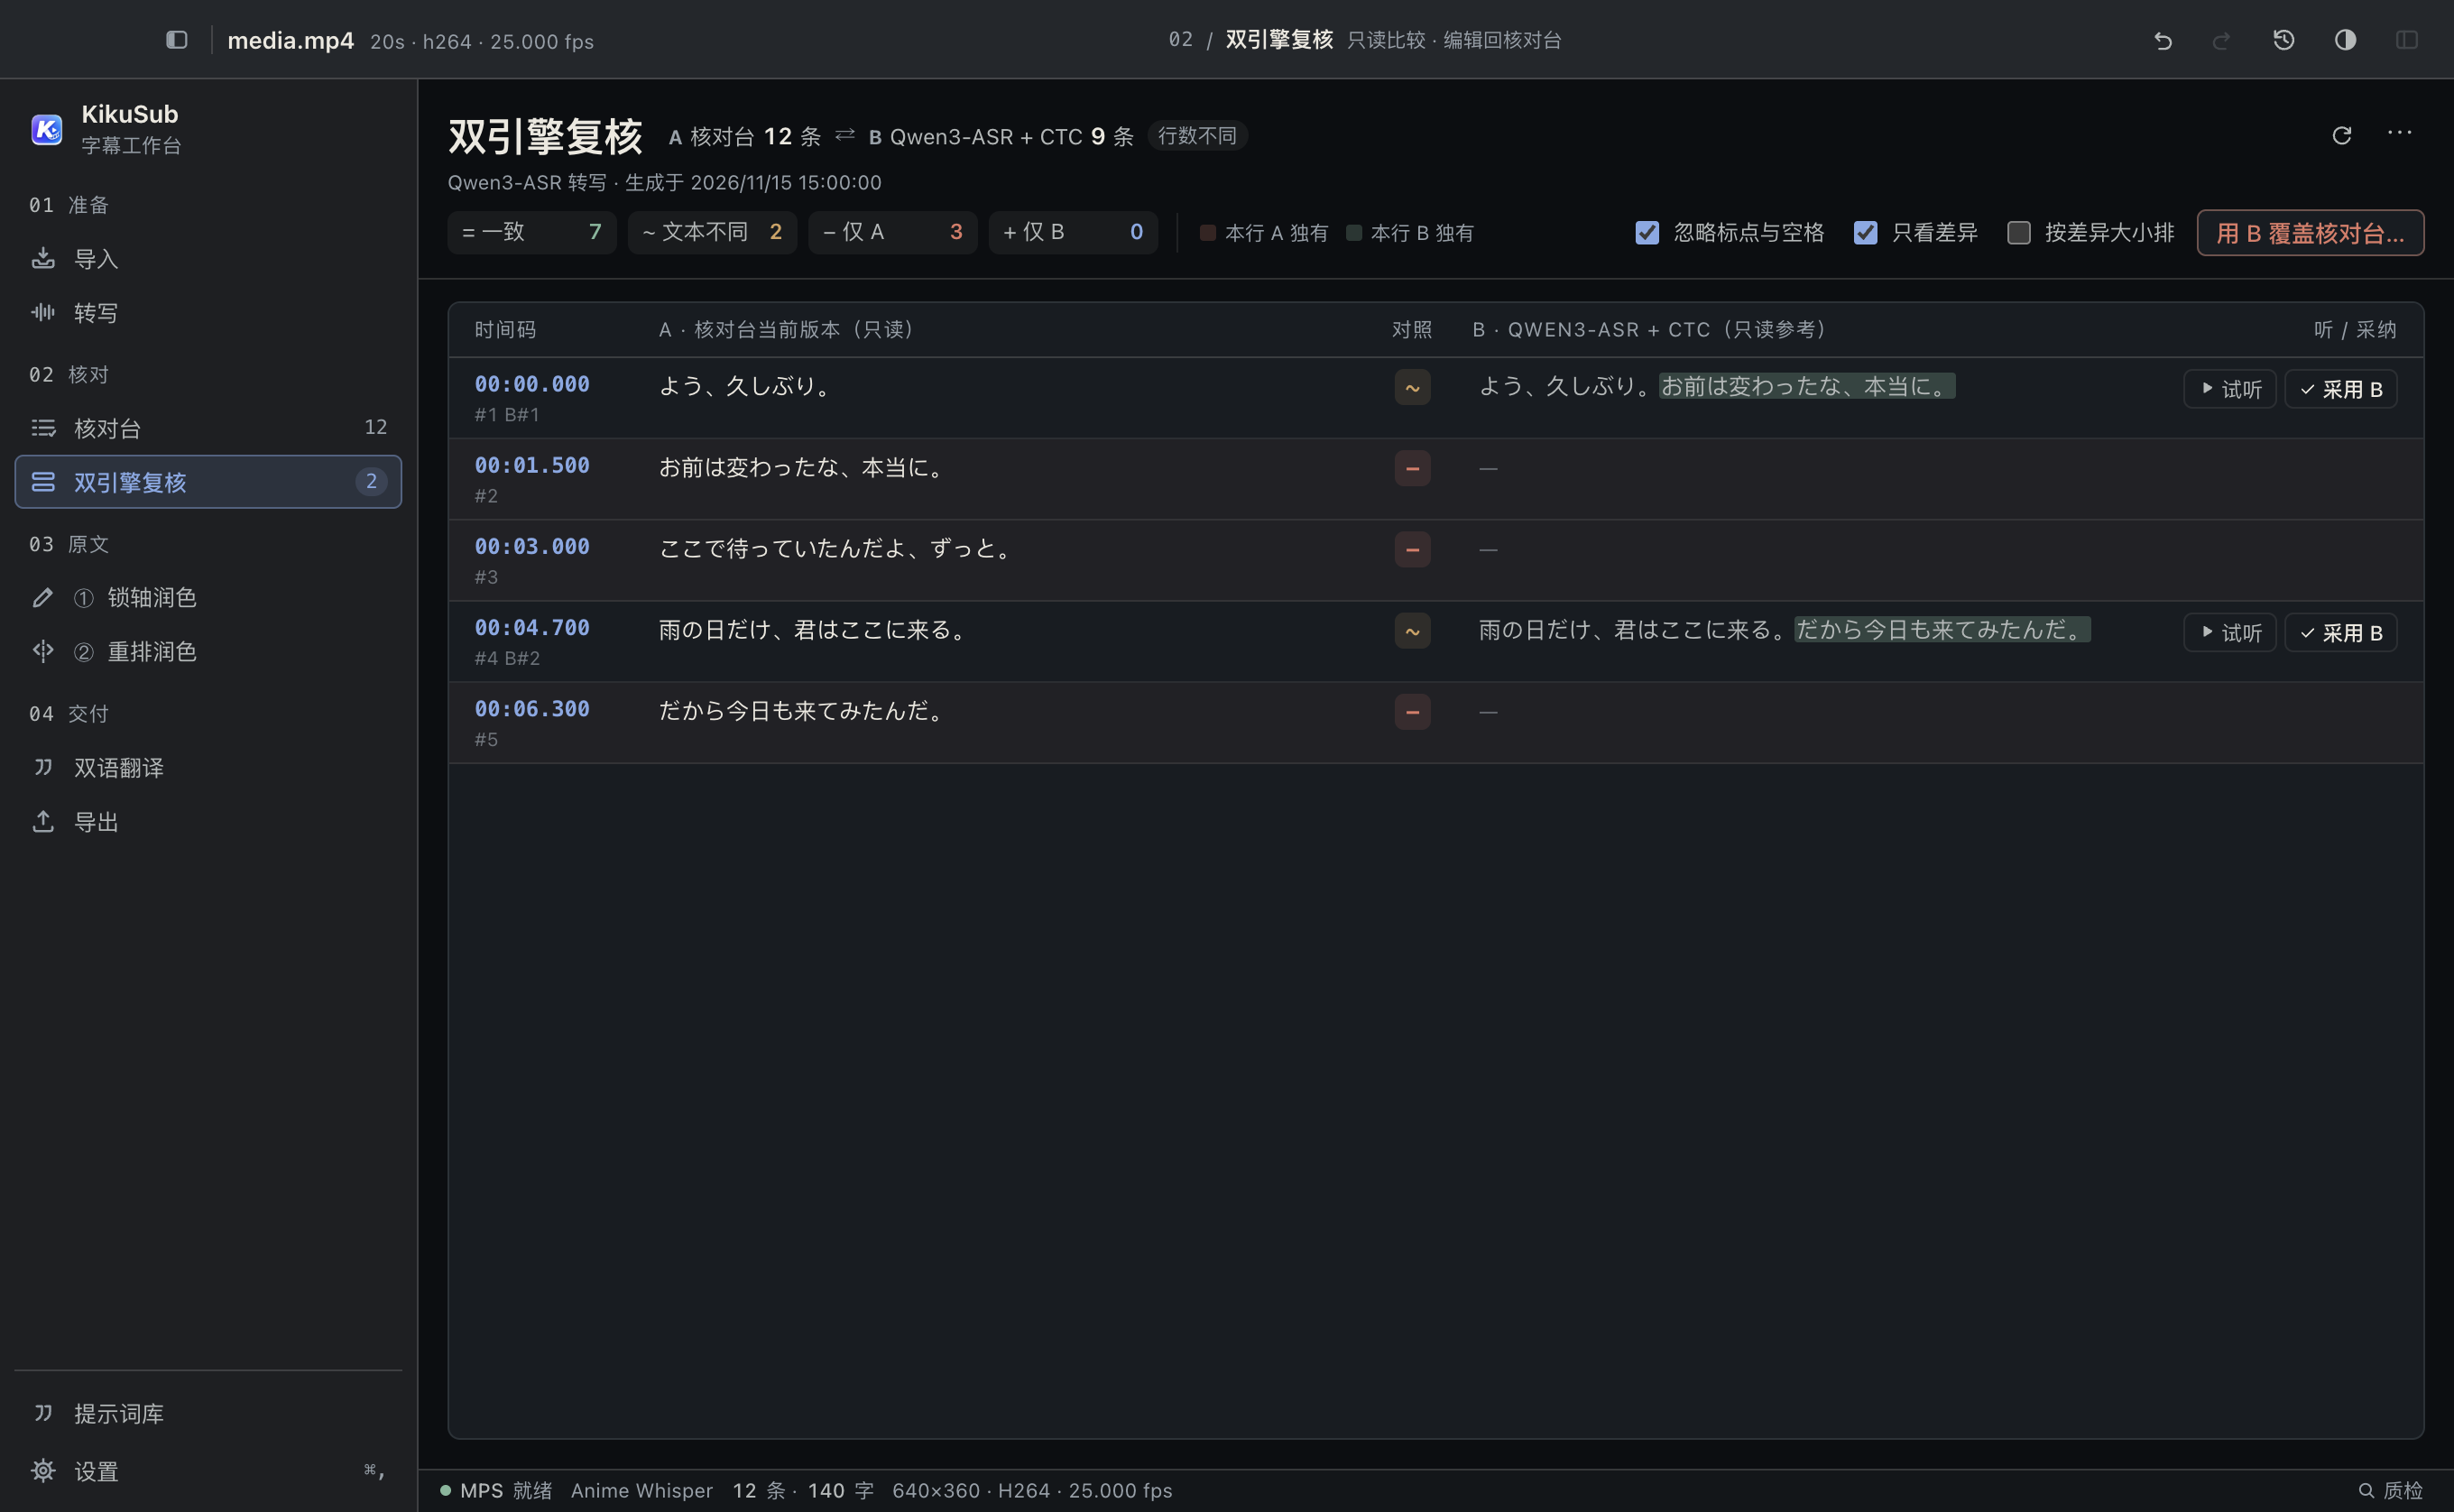 media.mp4 20s · h264 · 25.000 fps
02 / 双引擎复核 只读比较 · 编辑回核对台
KikuSub
字幕工作台
01 准备
导入
转写
02 核对
核对台 12
双引擎复核 2
03 原文
① 锁轴润色
② 重排润色
04 交付
双语翻译
导出
提示词库
设置 ⌘,
双引擎复核 A 核对台 12 条 ⇄ B Qwen3-ASR + CTC 9 条 行数不同
Qwen3-ASR 转写 · 生成于 2026/11/15 15:00:00
= 一致 7 ~ 文本不同 2 − 仅 A 3 + 仅 B 0 本行 A 独有 本行 B 独有 忽略标点与空格 只看差异 按差异大小排 用 B 覆盖核对台...
时间码 A · 核对台当前版本（只读） 对照 B · QWEN3-ASR + CTC（只读参考） 听 / 采纳
00:00.000 よう、久しぶり。 ~ よう、久しぶり。お前は変わったな、本当に。 试听 采用 B
#1 B#1
00:01.500 お前は変わったな、本当に。 − —
#2
00:03.000 ここで待っていたんだよ、ずっと。 − —
#3
00:04.700 雨の日だけ、君はここに来る。 ~ 雨の日だけ、君はここに来る。だから今日も来てみたんだ。 试听 采用 B
#4 B#2
00:06.300 だから今日も来てみたんだ。 − —
#5
MPS 就绪 Anime Whisper 12 条 · 140 字 640×360 · H264 · 25.000 fps 质检